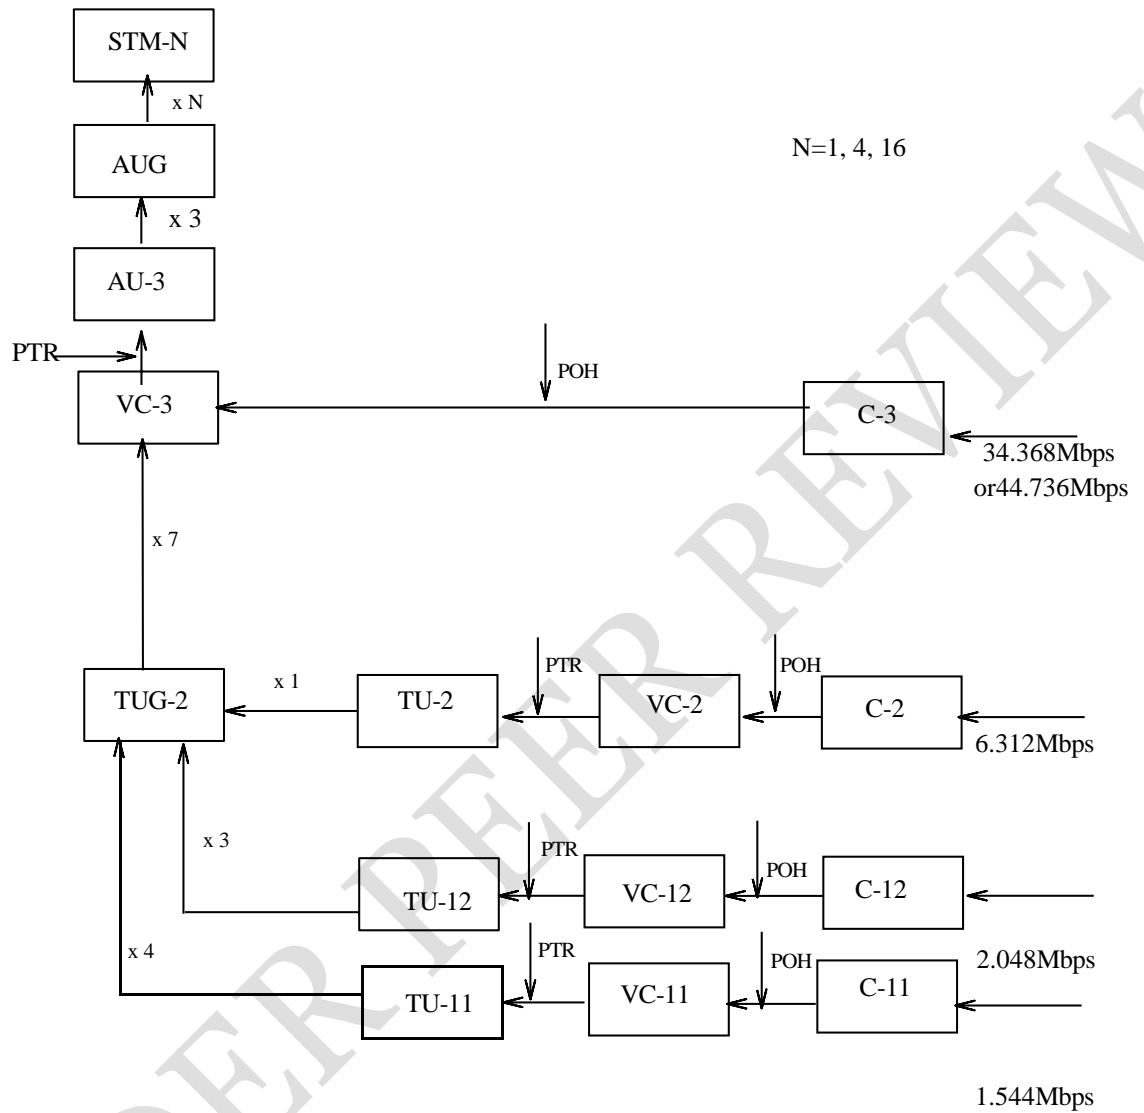 STM-N
x N
AUG
N=1, 4, 16
x 3
AU-3
PTR
POH
VC-3
C-3
34.368Mbps
or44.736Mbps
x 7
PTR
POH
x 1
TUG-2
TU-2
VC-2
C-2
6.312Mbps
x 3
PTR
POH
TU-12
VC-12
C-12
x 4
PTR
POH
2.048Mbps
TU-11
VC-11
C-11
1.544Mbps
DER PEER REVIEW